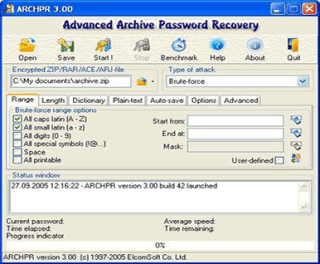 ARCHPR 3.00
Advanced Archive Password Recovery
Open Save Start! Stop Benchmark Help About Quit
Encrypted ZIP/RAR/ACE/ARJ-file
Type of attack
C:\My documents\archive.zip
Brute-force
Range Length Dictionary Plain-text Auto-save Options Advanced
Brute-force range options
All caps latin (A - Z)
Start from:
All small latin (a - z)
All digits (0 - 9)
End at:
All special symbols (!@...)
Mask:
Space
All printable
User-defined
Status window
27.09.2005 12:16:22 - ARCHPR version 3.00 build 42 launched
Current password:
Average speed:
Time elapsed:
Time remaining:
Progress indicator
0%
ARCHPR version 3.00 (c) 1997-2005 ElcomSoft Co. Ltd.